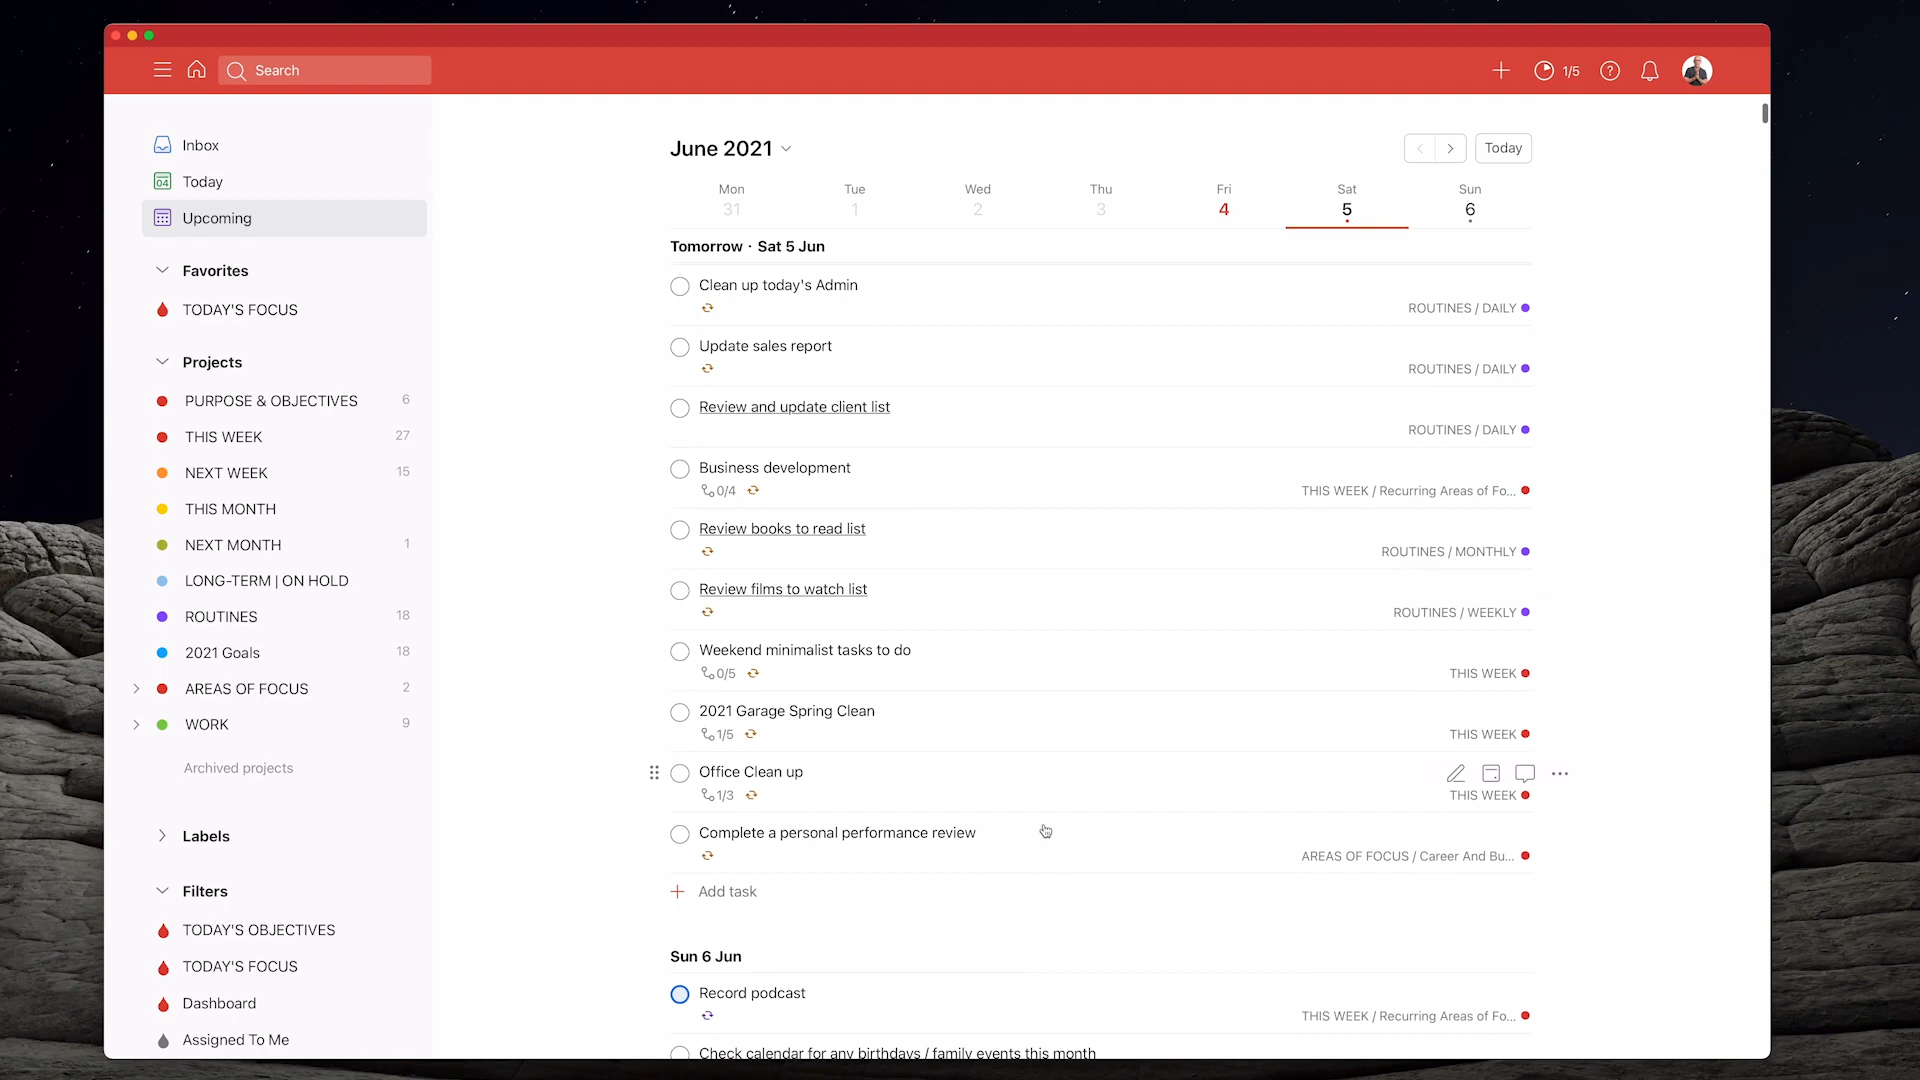 Search
1/5
Inbox
04
Today
Upcoming
Favorites
TODAY'S FOCUS
Projects
PURPOSE & OBJECTIVES 6
THIS WEEK 27
NEXT WEEK 15
THIS MONTH
NEXT MONTH 1
LONG-TERM | ON HOLD
ROUTINES 18
2021 Goals 18
AREAS OF FOCUS 2
WORK 9
Archived projects
Labels
Filters
TODAY'S OBJECTIVES
TODAY'S FOCUS
Dashboard
Assigned To Me
June 2021
Today
Mon Tue Wed Thu Fri Sat Sun
31 1 2 3 4 5 6
Tomorrow · Sat 5 Jun
Clean up today's Admin
ROUTINES / DAILY
Update sales report
ROUTINES / DAILY
Review and update client list
ROUTINES / DAILY
Business development
0/4 THIS WEEK / Recurring Areas of Fo...
Review books to read list
ROUTINES / MONTHLY
Review films to watch list
ROUTINES / WEEKLY
Weekend minimalist tasks to do
0/5 THIS WEEK
2021 Garage Spring Clean
1/5 THIS WEEK
Office Clean up
1/3 THIS WEEK
Complete a personal performance review
AREAS OF FOCUS / Career And Bu...
+ Add task
Sun 6 Jun
Record podcast
THIS WEEK / Recurring Areas of Fo...
Check calendar for any birthdays / family events this month